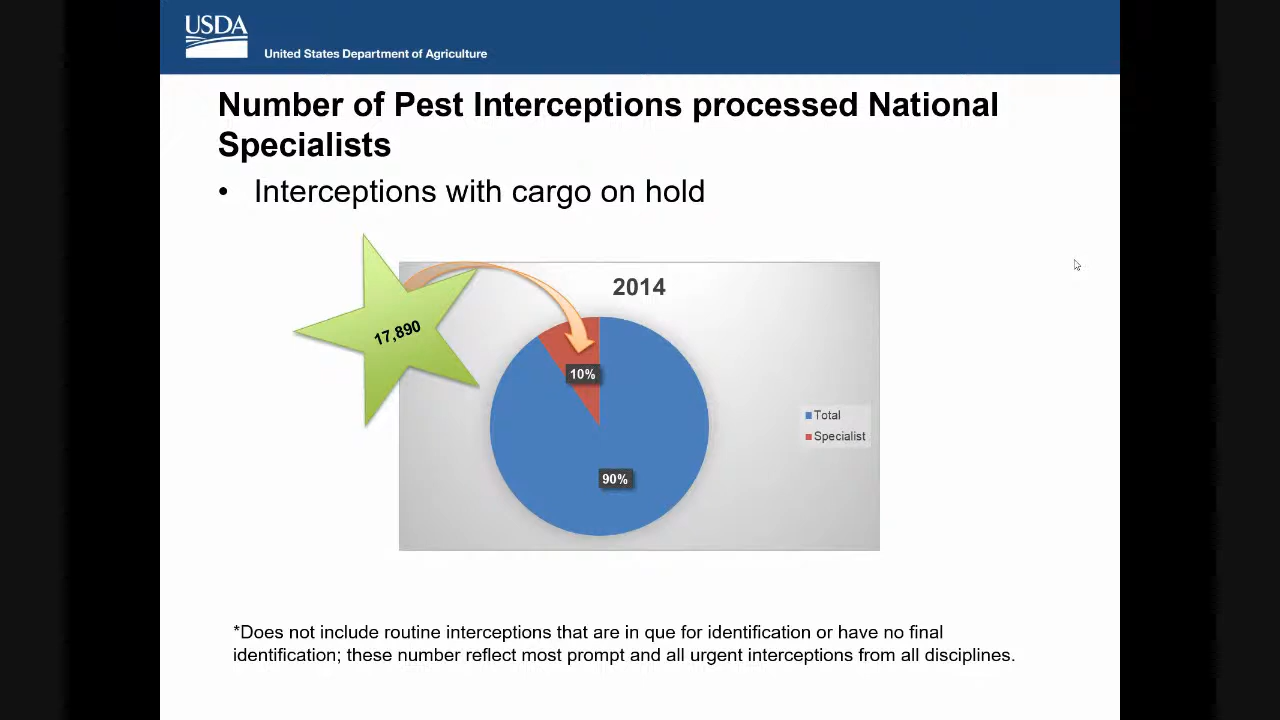 USDA
United States Department of Agriculture
Number of Pest Interceptions processed National
Specialists
• Interceptions with cargo on hold
2014
17,890
10%
90%
Total
Specialist
*Does not include routine interceptions that are in que for identification or have no final
identification; these number reflect most prompt and all urgent interceptions from all disciplines.